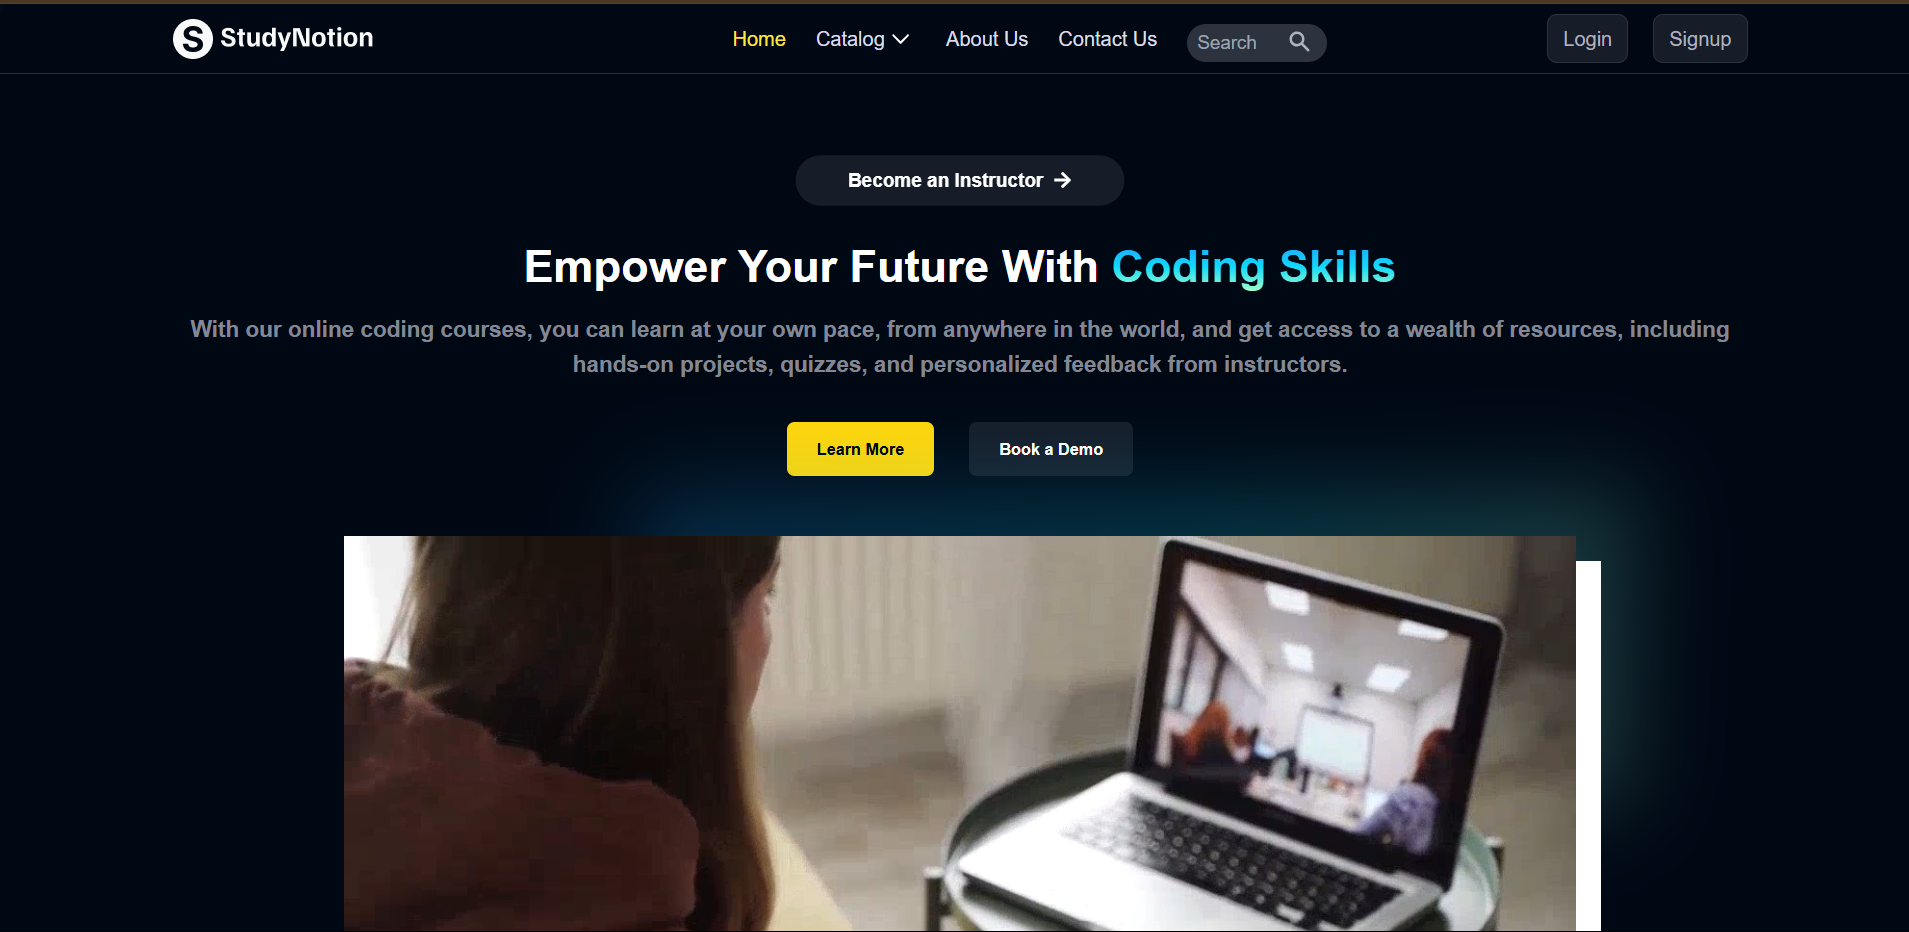 StudyNotion
Home
Catalog
About Us
Contact Us
Search
Login
Signup
Become an Instructor
Empower Your Future With Coding Skills
With our online coding courses, you can learn at your own pace, from anywhere in the world, and get access to a wealth of resources, including
hands-on projects, quizzes, and personalized feedback from instructors.
Learn More
Book a Demo